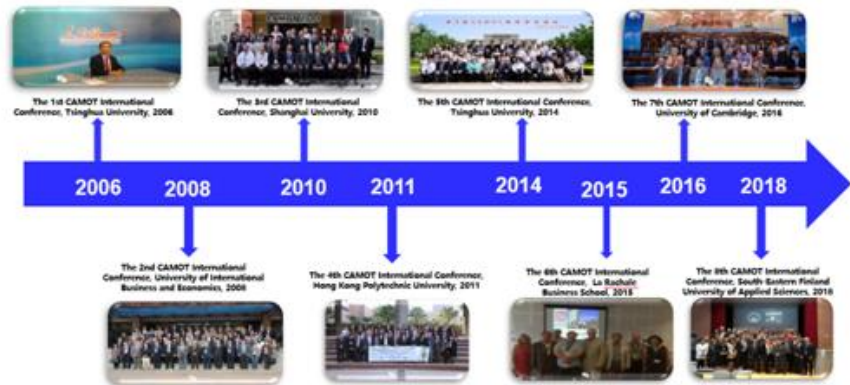 The 1st CAMOT International
Conference, Tsinghua University, 2006
The 3rd CAMOT International
Conference, Shanghai University, 2010
The 5th CAMOT International Conference,
Tsinghua University, 2014
The 7th CAMOT International Conference,
University of Cambridge, 2016
2006
2008
2010
2011
2014
2015
2016
2018
The 2nd CAMOT International
Conference, University of International
Business and Economics, 2008
The 4th CAMOT International Conference,
Hong Kong Polytechnic University, 2011
The 6th CAMOT International
Conference, La Rochale
Business School, 2015
The 8th CAMOT International
Conference, South-Eastern Finland
University of Applied Sciences, 2018